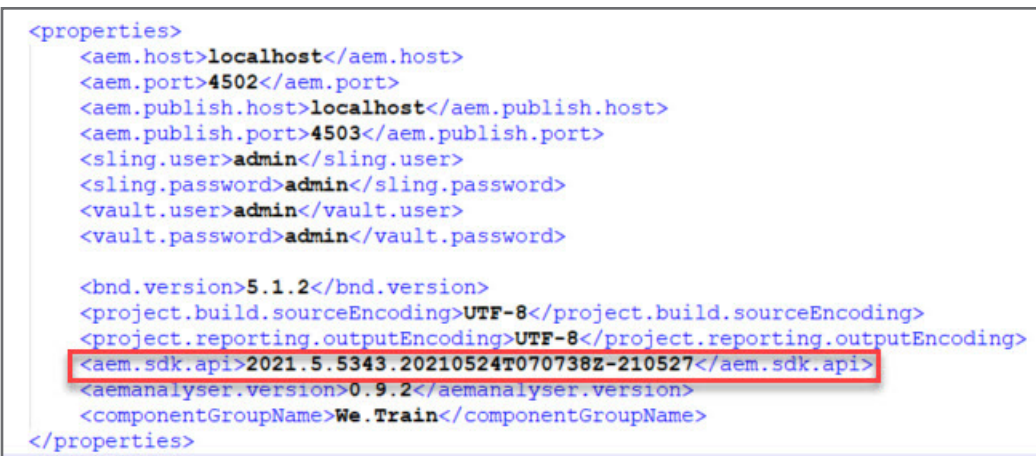 <properties>
<aem.host>localhost</aem.host>
<aem.port>4502</aem.port>
<aem.publish.host>localhost</aem.publish.host>
<aem.publish.port>4503</aem.publish.port>
<sling.user>admin</sling.user>
<sling.password>admin</sling.password>
<vault.user>admin</vault.user>
<vault.password>admin</vault.password>
<bnd.version>5.1.2</bnd.version>
<project.build.sourceEncoding>UTF-8</project.build.sourceEncoding>
<project.reporting.outputEncoding>UTF-8</project.reporting.outputEncoding>
<aem.sdk.api>2021.5.5343.20210524T070738Z-210527</aem.sdk.api>
<aemanalyser.version>0.9.2</aemanalyser.version>
<componentGroupName>We.Train</componentGroupName>
</properties>